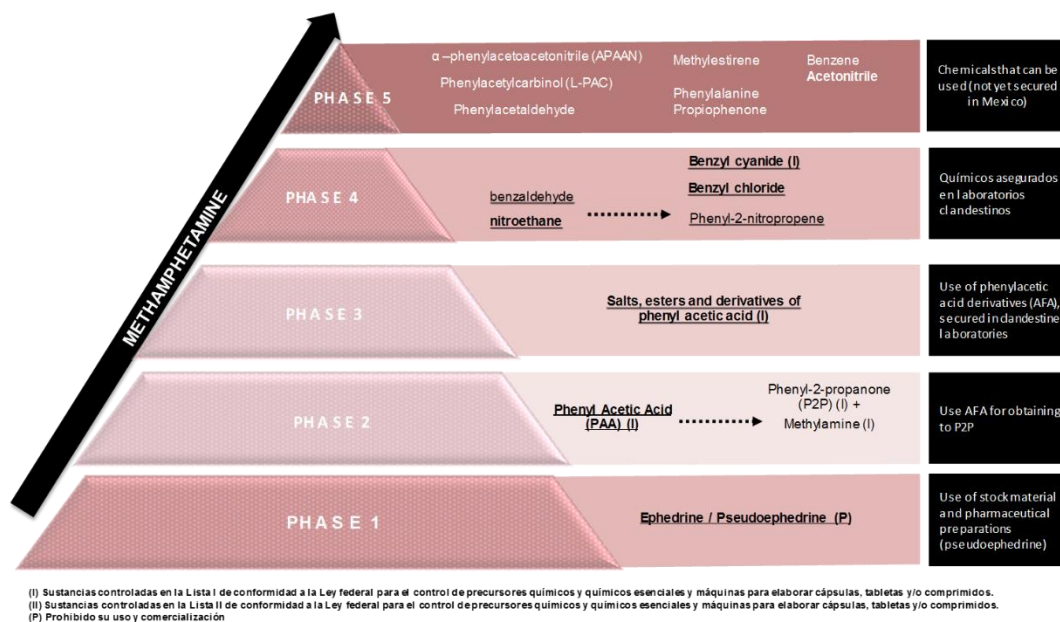 α –phenylacetoacetonitrile (APAAN)
Phenylacetylcarbinol (L-PAC)
Phenylacetaldehyde
Methylestirene
Phenylalanine
Propiophenone
Benzene
Acetonitrile
Chemicals that can be
used (not yet secured
in Mexico)
PHASE 5
METHAMPHETAMINE
PHASE 4
benzaldehyde
nitroethane
Benzyl cyanide (I)
Benzyl chloride
Phenyl-2-nitropropene
Químicos asegurados
en laboratorios
clandestinos
PHASE 3
Salts, esters and derivatives of
phenyl acetic acid (I)
Use of phenylacetic
acid derivatives (AFA),
secured in clandestine
laboratories
PHASE 2
Phenyl Acetic Acid
(PAA) (I)
Phenyl-2-propanone
(P2P) (I) +
Methylamine (I)
Use AFA for obtaining
to P2P
PHASE 1
Ephedrine / Pseudoephedrine (P)
Use of stock material
and pharmaceutical
preparations
(pseudoephedrine)
(I) Sustancias controladas en la Lista I de conformidad a la Ley federal para el control de precursores químicos y químicos esenciales y máquinas para elaborar cápsulas, tabletas y/o comprimidos.
(II) Sustancias controladas en la Lista II de conformidad a la Ley federal para el control de precursores químicos y químicos esenciales y máquinas para elaborar cápsulas, tabletas y/o comprimidos.
(P) Prohibido su uso y comercialización